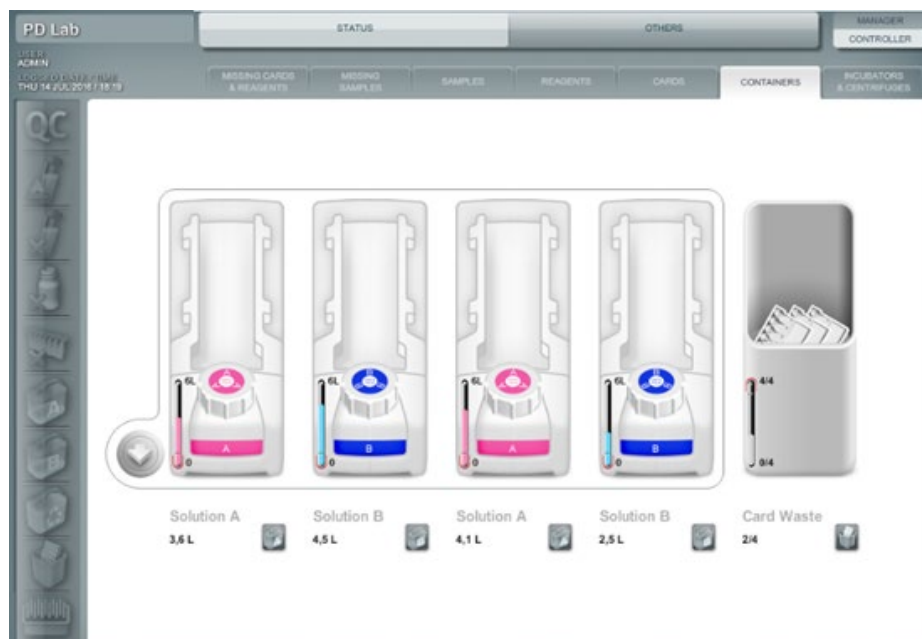 PD Lab
STATUS
OTHERS
MANAGER
CONTROLLER
USER:
ADMIN
LOGGED DATE / TIME
THU 14 JUL 2016 / 18:19
MISSING CARDS
& REAGENTS
MISSING
SAMPLES
SAMPLES
REAGENTS
CARDS
CONTAINERS
INCUBATORS
& CENTRIFUGES
QC
A
B
A
6L
A
A
0
6L
B
B
0
6L
A
A
0
6L
B
B
0
4/4
0/4
Solution A
3,6 L
Solution B
4,5 L
Solution A
4,1 L
Solution B
2,5 L
Card Waste
2/4